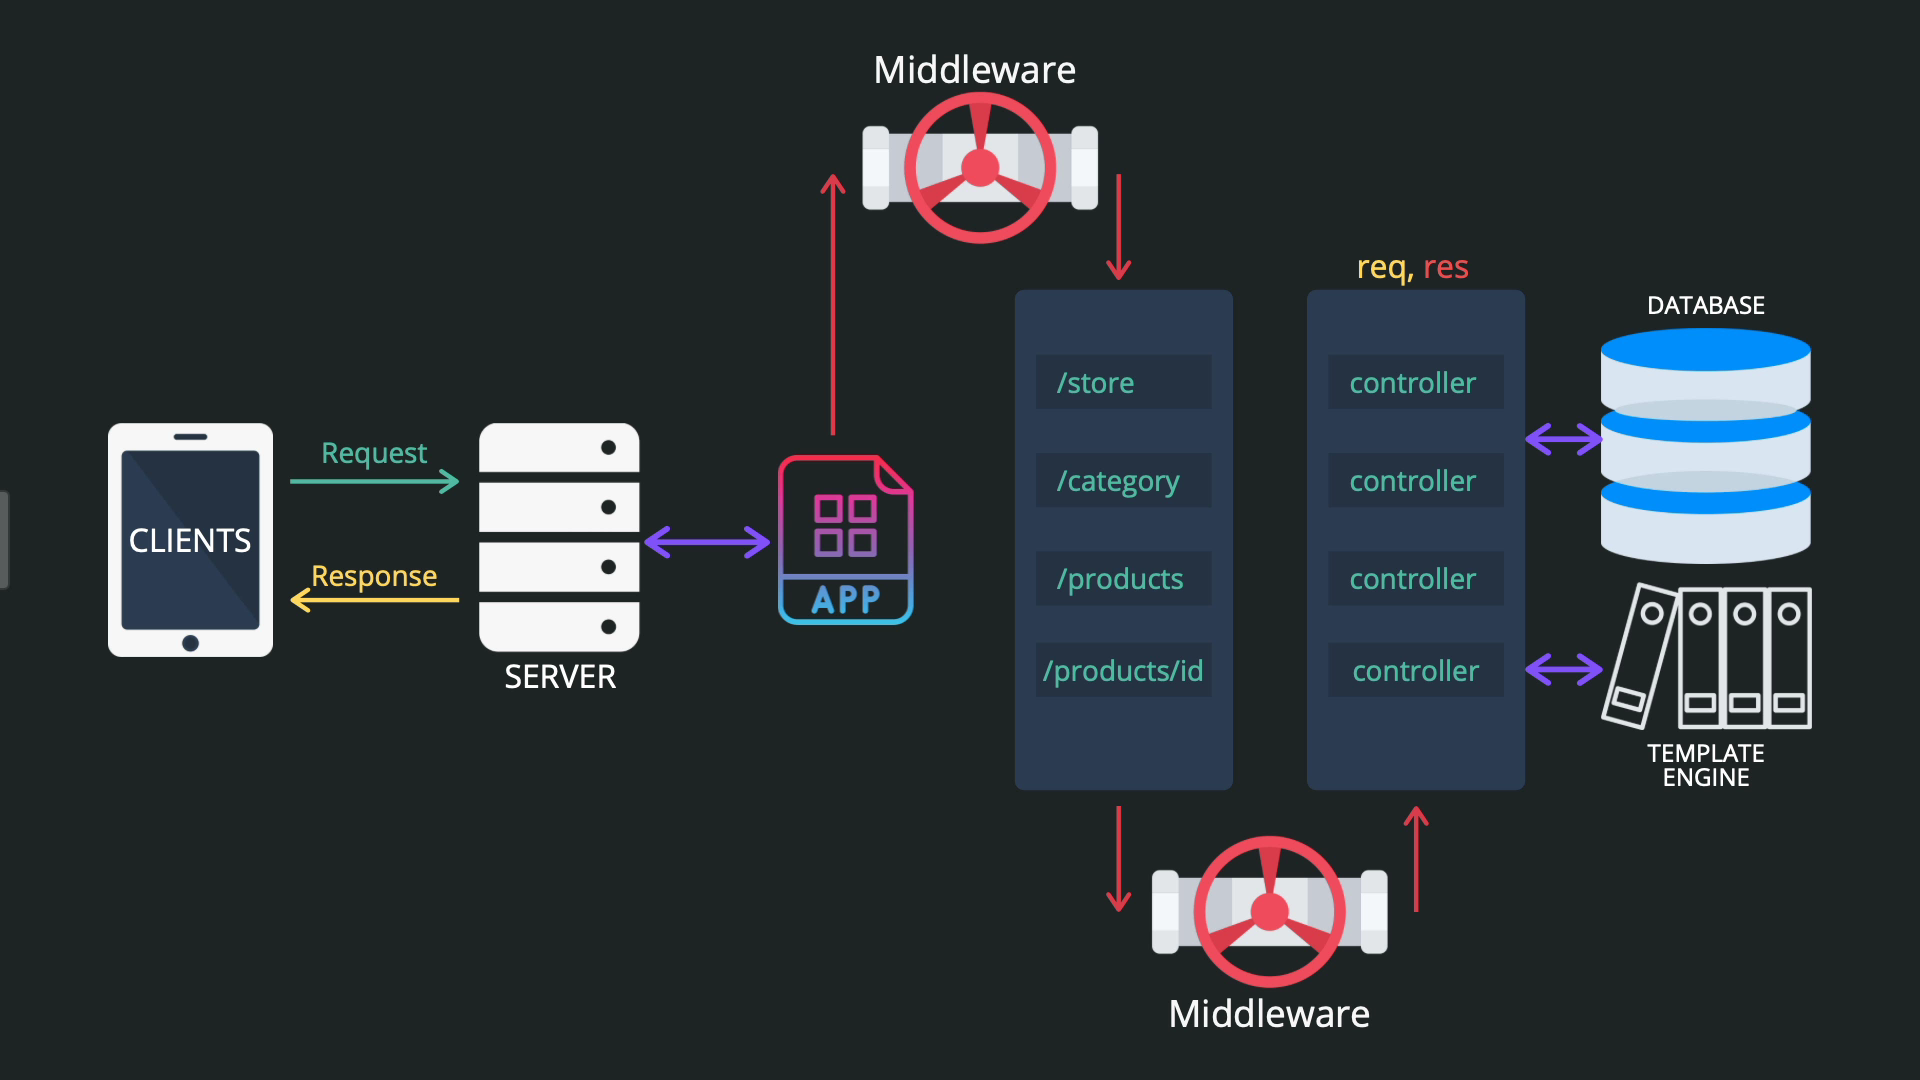 Middleware
req, res
DATABASE
/store
controller
Request
/category
controller
CLIENTS
Response
APP
/products
controller
SERVER
/products/id
controller
TEMPLATE
ENGINE
Middleware